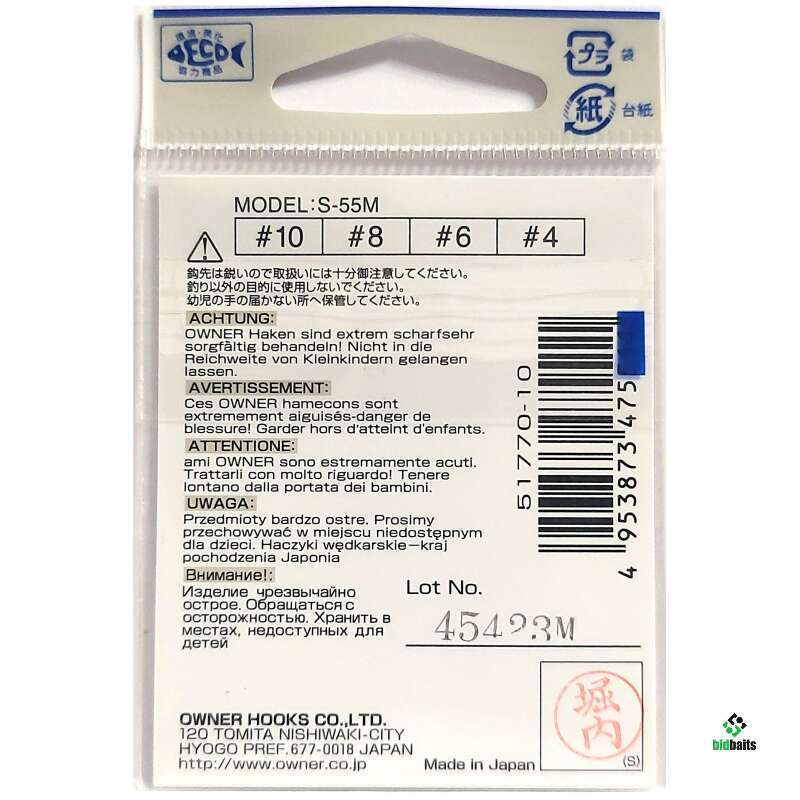 環境・美化
ECO
協力商品
プラ 袋
紙 台紙
MODEL:S-55M
#10 #8 #6 #4
鈎先は鋭いので取扱いには十分御注意してください。
釣り以外の目的に使用しないでください。
幼児の手の届かない所へ保管してください。
ACHTUNG:
OWNER Haken sind extrem scharfsehr
sorgfältig behandeln! Nicht in die
Reichweite von Kielnkindern gelangen
lassen.
AVERTISSEMENT:
Ces OWNER hamecons sont
extremement aiguisés-danger de
blessure! Garder hors d'atteint d'enfants.
ATTENTIONE:
ami OWNER sono estremamente acuti.
Trattarli con molto riguardo! Tenere
lontano dalla portata dei bambini.
UWAGA:
Przedmioty bardzo ostre. Prosimy
przechowywać w miejscu niedostępnym
dla dzieci. Haczyki wędkarskie–kraj
pochodzenia Japonia
Внимание!:
Изделие чрезвычайно
острое. Обращаться с
осторожностью. Хранить в
местах, недоступных для
детей
51770-10
4 953873 475
Lot No.
45423M
OWNER HOOKS CO.,LTD.
120 TOMITA NISHIWAKI-CITY
HYOGO PREF.677-0018 JAPAN
http://www.owner.co.jp
Made in Japan
堀内
(S)
bidbaits